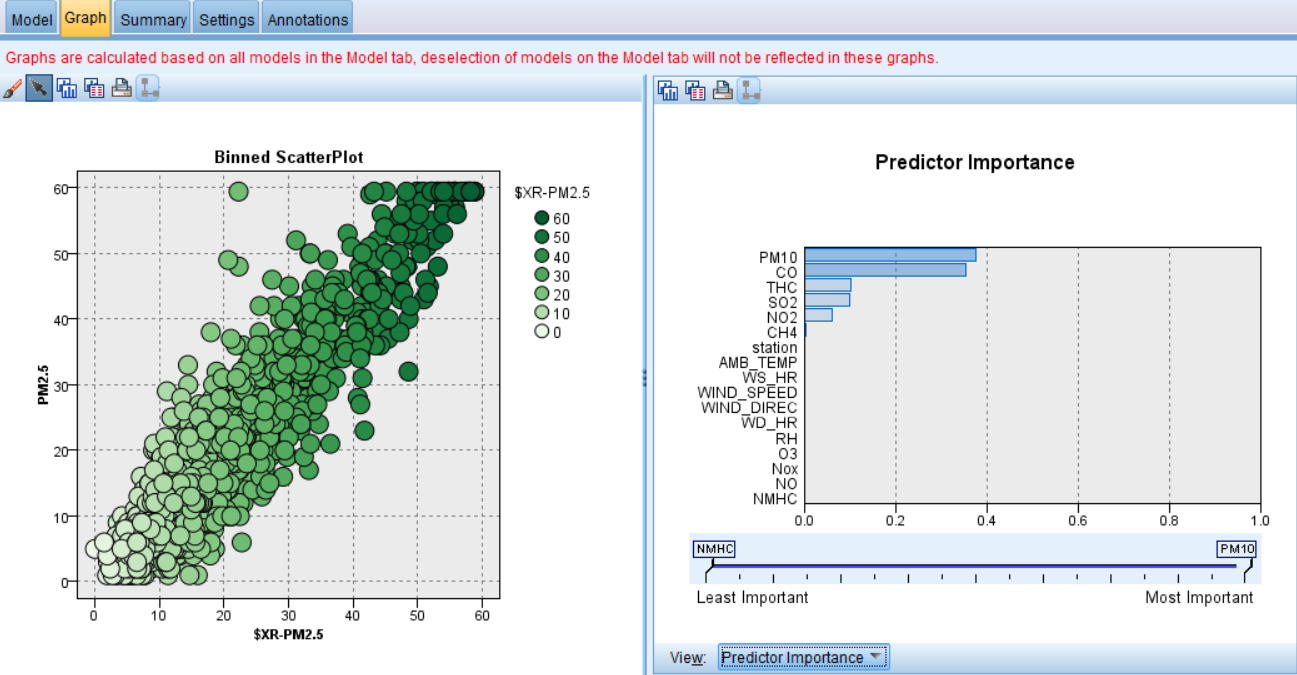 Model Graph Summary Settings Annotations
Graphs are calculated based on all models in the Model tab, deselection of models on the Model tab will not be reflected in these graphs.
Binned ScatterPlot
60
50
40
30
20
10
0
PM2.5
0 10 20 30 40 50 60
$XR-PM2.5
$XR-PM2.5
60
50
40
30
20
10
0
Predictor Importance
PM10
CO
THC
SO2
NO2
CH4
station
AMB_TEMP
WS_HR
WIND_SPEED
WIND_DIREC
WD_HR
RH
O3
Nox
NO
NMHC
0.0 0.2 0.4 0.6 0.8 1.0
NMHC PM10
Least Important Most Important
View: Predictor Importance